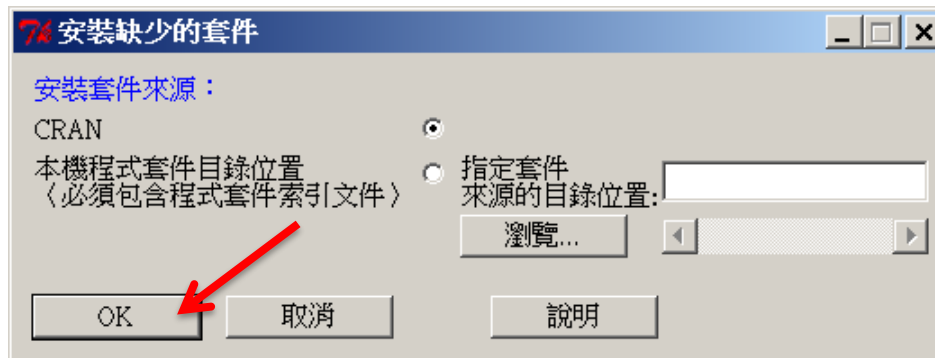 安裝缺少的套件
安裝套件來源：
CRAN
本機程式套件目錄位置
〈必須包含程式套件索引文件〉
指定套件
來源的目錄位置:
瀏覽...
OK
取消
說明